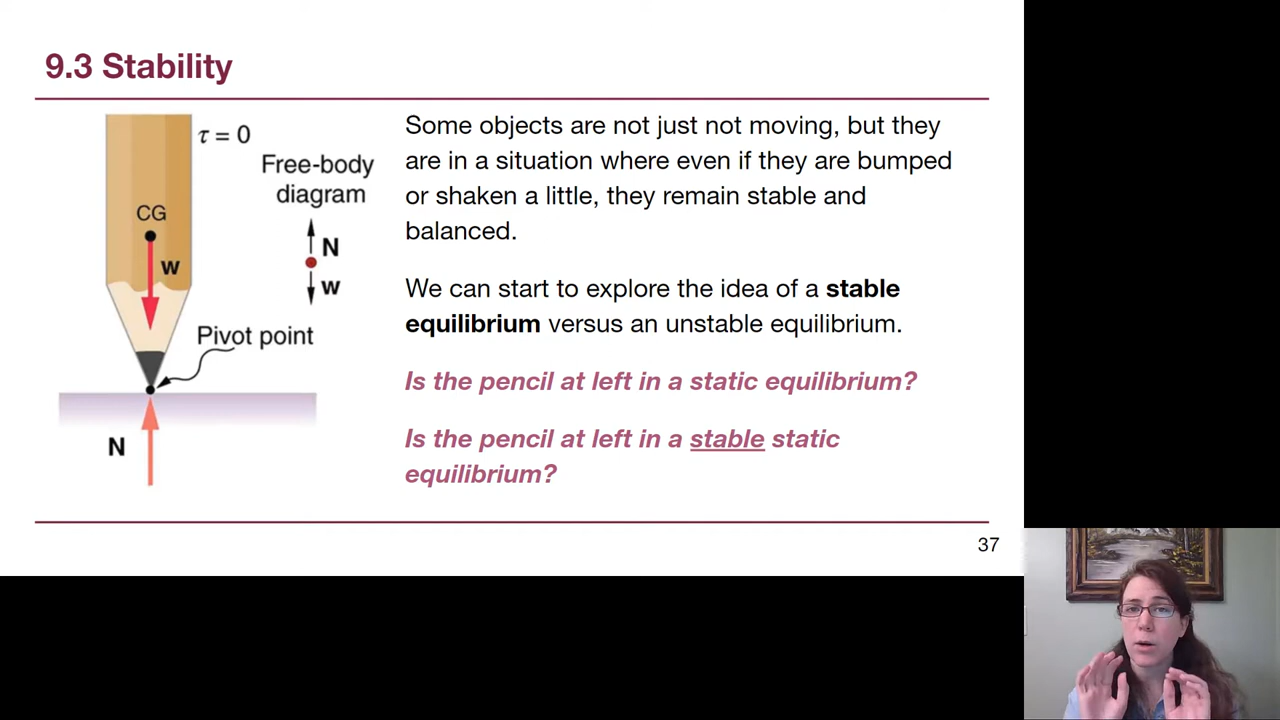 9.3 Stability
τ = 0
Free-body
diagram
CG
N
w
w
Pivot point
N
Some objects are not just not moving, but they
are in a situation where even if they are bumped
or shaken a little, they remain stable and
balanced.
We can start to explore the idea of a stable
equilibrium versus an unstable equilibrium.
Is the pencil at left in a static equilibrium?
Is the pencil at left in a stable static
equilibrium?
37